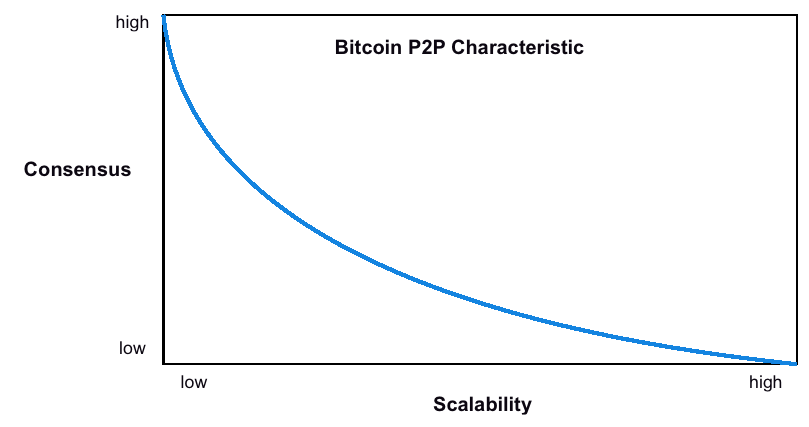 high
Bitcoin P2P Characteristic
Consensus
low
low
high
Scalability